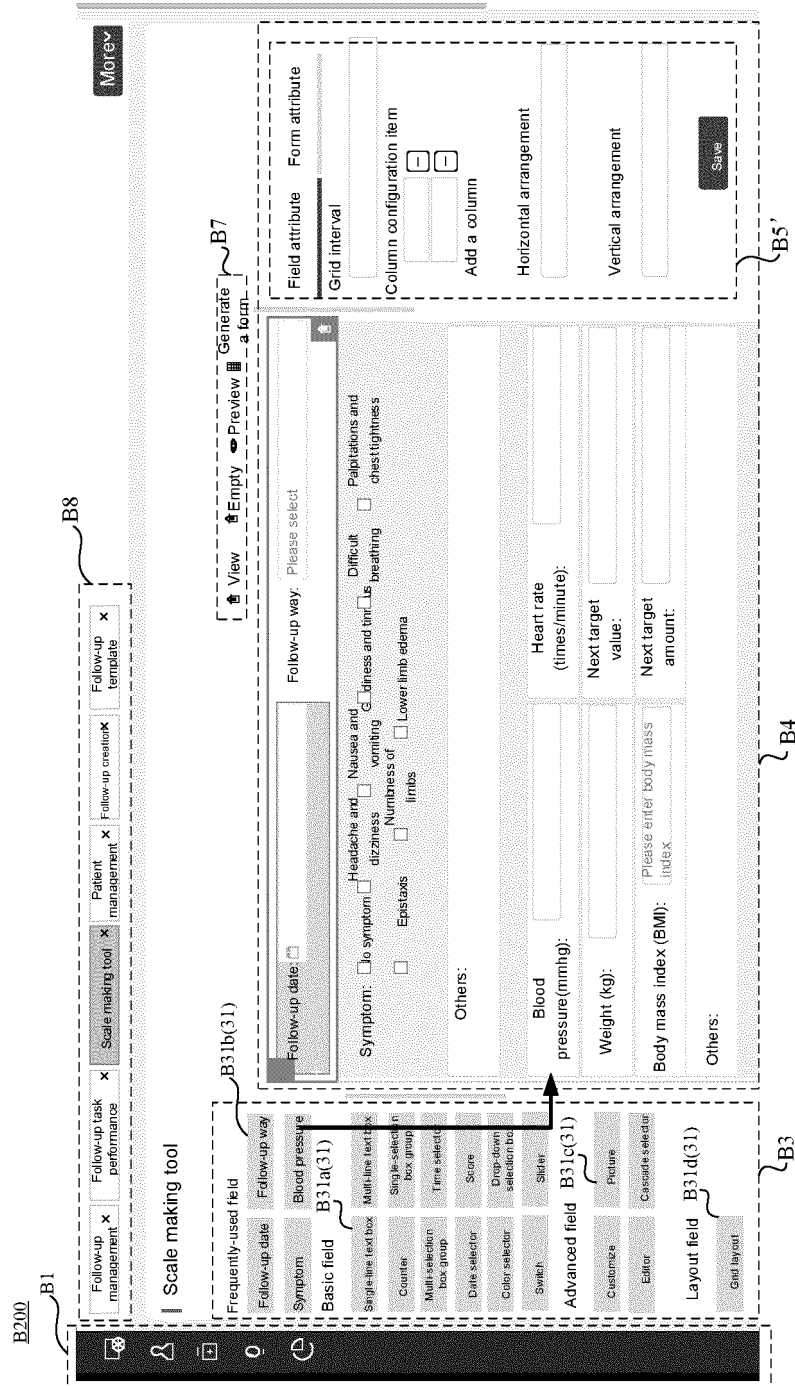 B200
B1
B8
More
Follow-up
management
Follow-up task
performance
Scale making tool
Patient
management
Follow-up creation
Follow-up
template
Scale making tool
B7
View
Empty
Preview
Generate
a form
Frequently-used field
Follow-up date
Follow-up way
Symptom
Blood pressure
B31b(31)
Basic field
B31a(31)
Single-line text box
Multi-line text box
Counter
Single-selection
box group
Multi-selection
box group
Time selector
Date selector
Score
Color selector
Drop-down
selection box
Switch
Slider
Advanced field
B31c(31)
Customize
Picture
Editor
Cascade selector
Layout field
B31d(31)
Grid layout
B3
Follow-up date:
Follow-up way:
Please select
Symptom:
No symptom
Headache and
dizziness
Nausea and
vomiting
Difficult
breathing
Palpitations and
chest tightness
Epistaxis
Numbness of
limbs
Lower limb edema
Others:
Blood
pressure(mmhg):
Heart rate
(times/minute):
Weight (kg):
Next target
value:
Body mass index (BMI):
Please enter body mass
index
Next target
amount:
Others:
B4
Field attribute
Form attribute
Grid interval
Column configuration item
Add a column
Horizontal arrangement
Vertical arrangement
Save
B5'